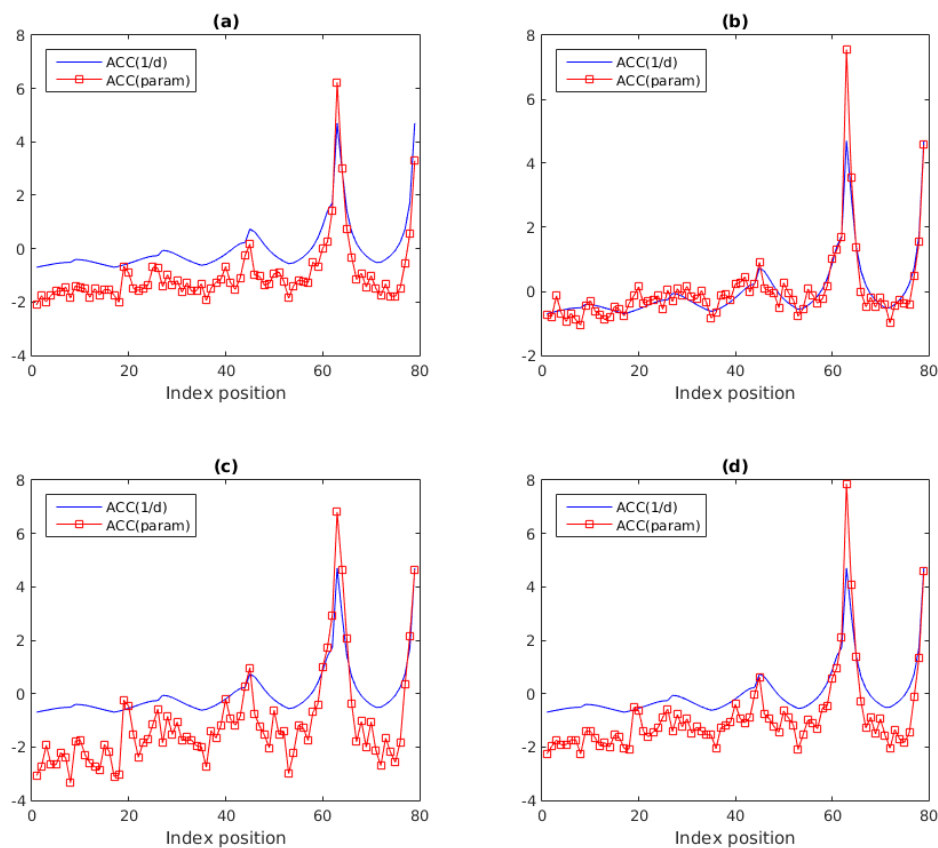 (a)
ACC(1/d)
ACC(param)
8
6
4
2
0
-2
-4
0 20 40 60 80
Index position
(b)
ACC(1/d)
ACC(param)
8
6
4
2
0
-2
0 20 40 60 80
Index position
(c)
ACC(1/d)
ACC(param)
8
6
4
2
0
-2
-4
0 20 40 60 80
Index position
(d)
ACC(1/d)
ACC(param)
8
6
4
2
0
-2
-4
0 20 40 60 80
Index position